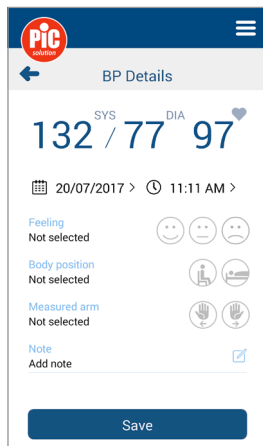 PiC
solution
BP Details
SYS DIA
132 / 77 97
20/07/2017 > 11:11 AM >
Feeling
Not selected
Body position
Not selected
Measured arm
Not selected
Note
Add note
Save